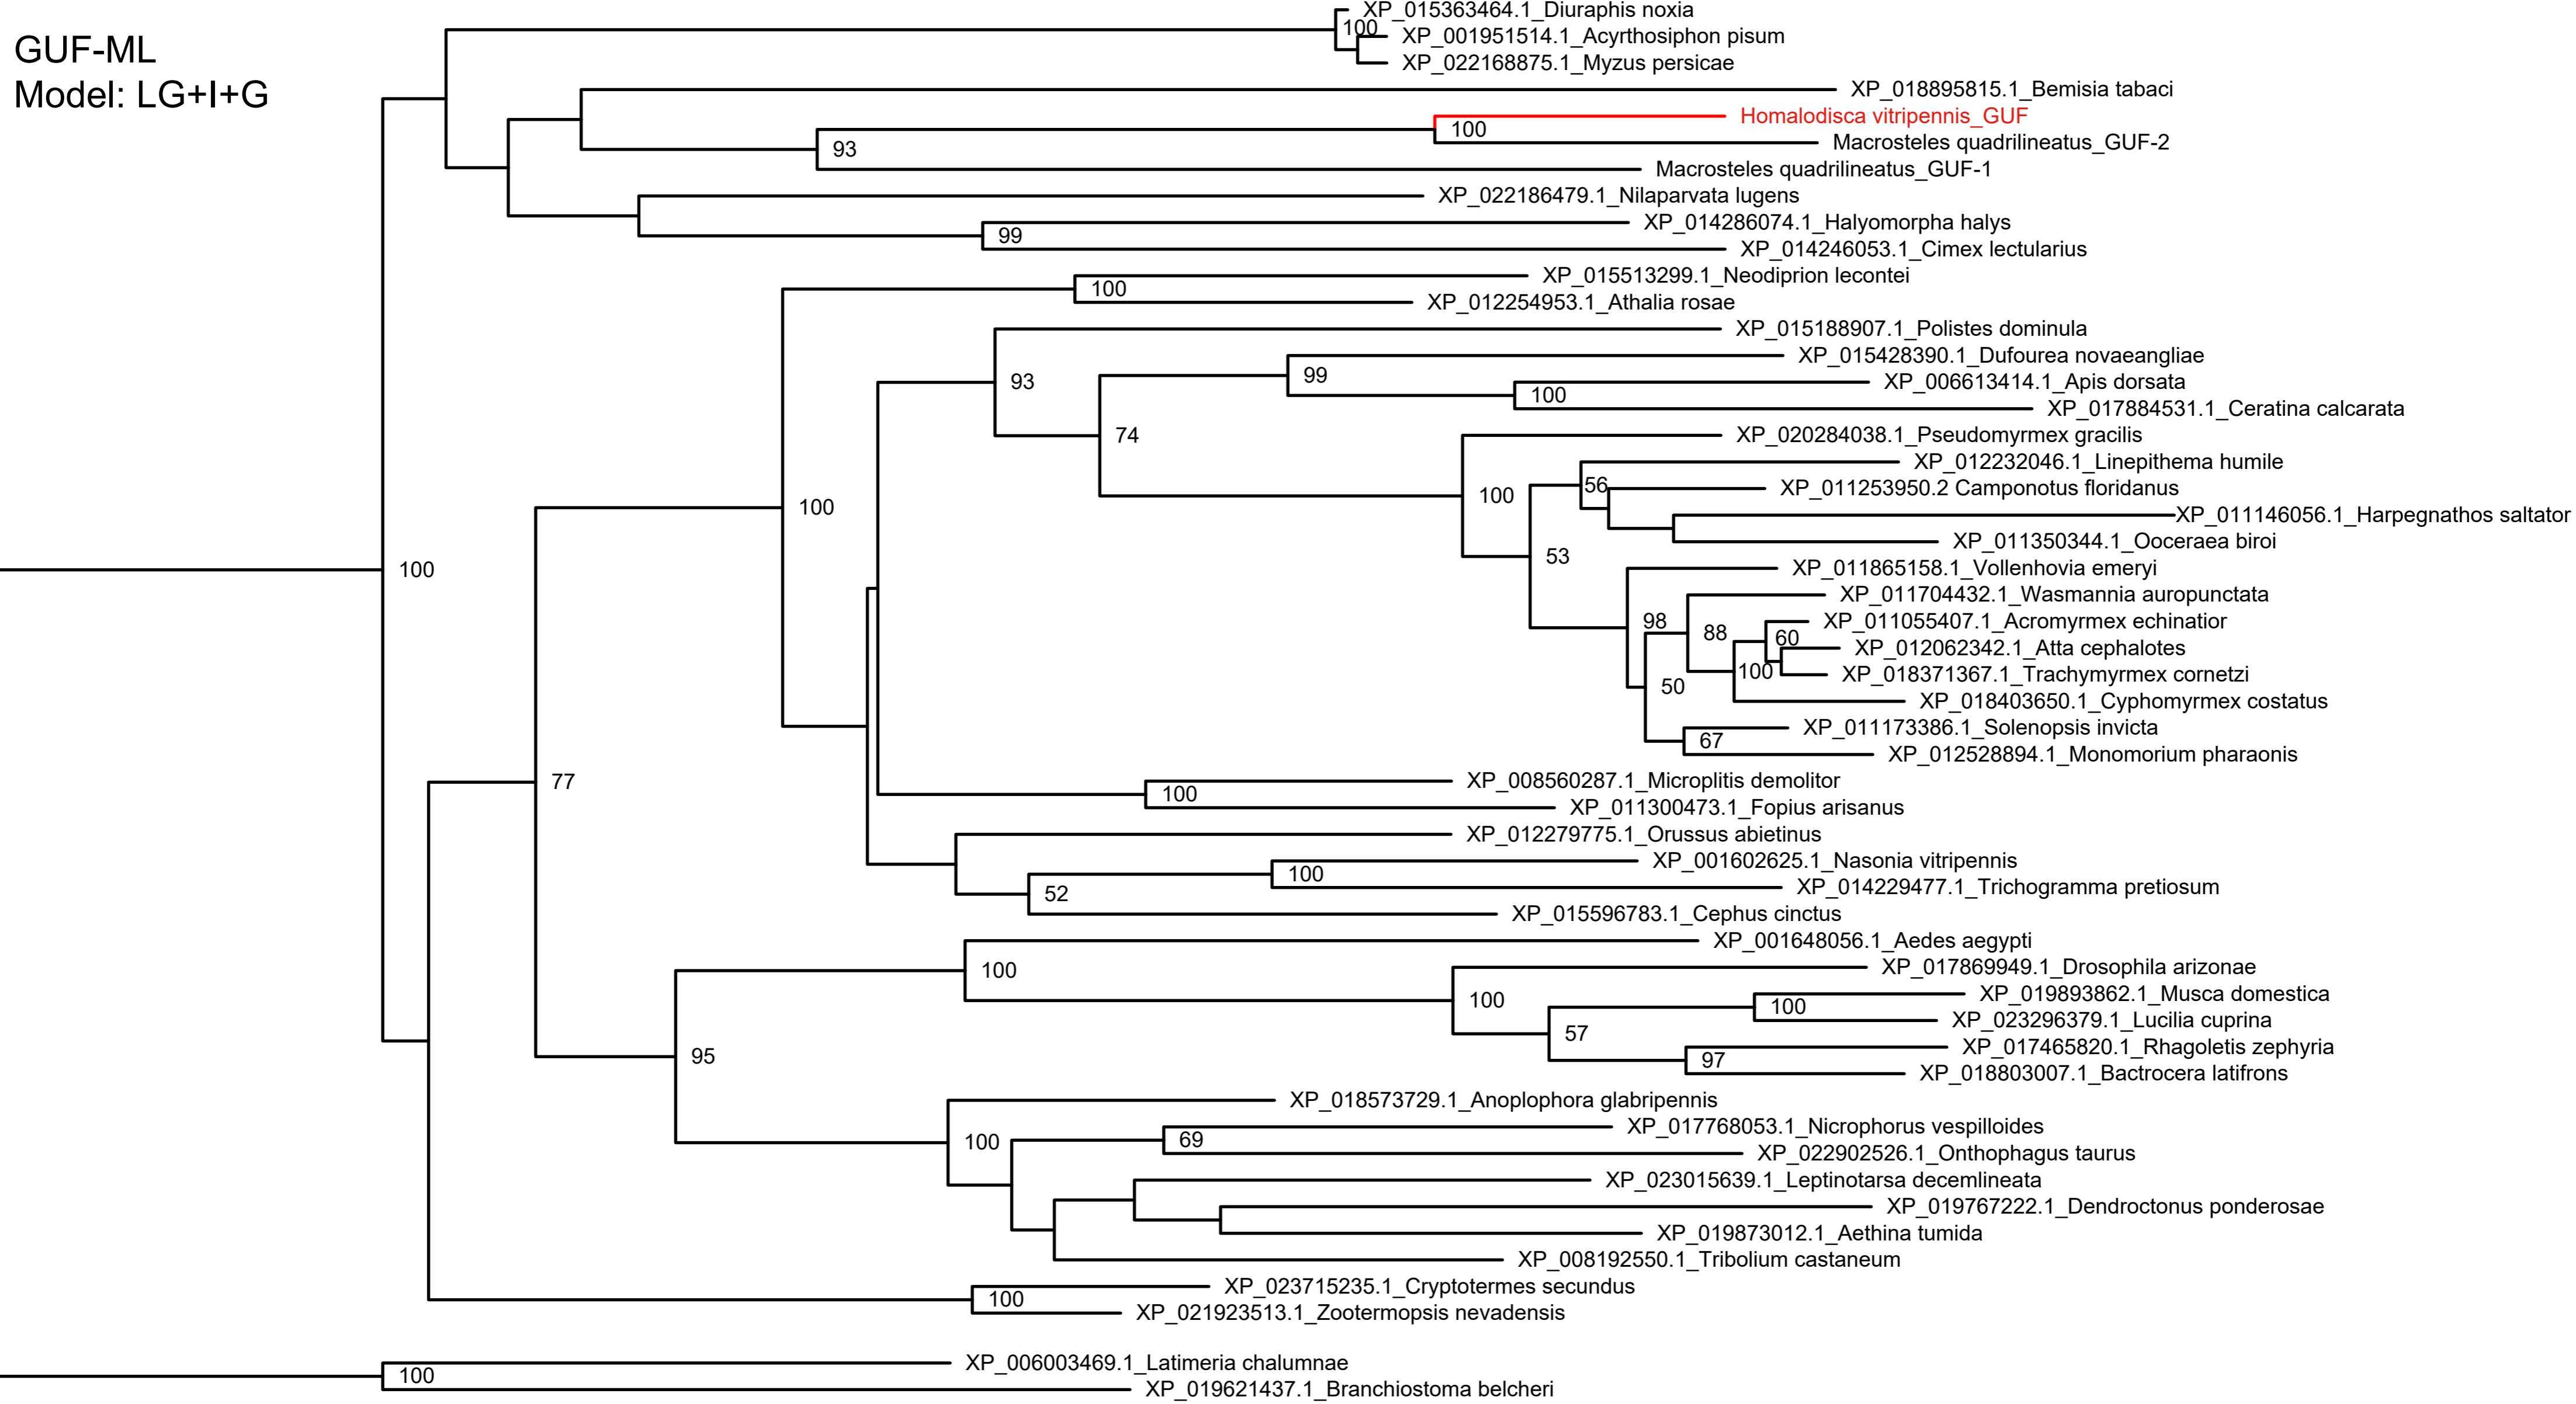 GUF-ML
Model: LG+I+G
XP_015363464.1_Diuraphis noxia
100
XP_001951514.1_Acyrthosiphon pisum
XP_022168875.1_Myzus persicae
XP_018895815.1_Bemisia tabaci
Homalodisca vitripennis_GUF
100
Macrosteles quadrilineatus_GUF-2
93
Macrosteles quadrilineatus_GUF-1
XP_022186479.1_Nilaparvata lugens
XP_014286074.1_Halyomorpha halys
99
XP_014246053.1_Cimex lectularius
XP_015513299.1_Neodiprion lecontei
100
XP_012254953.1_Athalia rosae
XP_015188907.1_Polistes dominula
XP_015428390.1_Dufourea novaeangliae
99
93
XP_006613414.1_Apis dorsata
100
XP_017884531.1_Ceratina calcarata
74
XP_020284038.1_Pseudomyrmex gracilis
XP_012232046.1_Linepithema humile
56
XP_011253950.2 Camponotus floridanus
100
100
XP_011146056.1_Harpegnathos saltator
XP_011350344.1_Ooceraea biroi
53
XP_011865158.1_Vollenhovia emeryi
100
XP_011704432.1_Wasmannia auropunctata
98
XP_011055407.1_Acromyrmex echinatior
88
60
XP_012062342.1_Atta cephalotes
100
XP_018371367.1_Trachymyrmex cornetzi
50
XP_018403650.1_Cyphomyrmex costatus
XP_011173386.1_Solenopsis invicta
67
XP_012528894.1_Monomorium pharaonis
77
XP_008560287.1_Microplitis demolitor
100
XP_011300473.1_Fopius arisanus
XP_012279775.1_Orussus abietinus
XP_001602625.1_Nasonia vitripennis
100
XP_014229477.1_Trichogramma pretiosum
52
XP_015596783.1_Cephus cinctus
XP_001648056.1_Aedes aegypti
100
XP_017869949.1_Drosophila arizonae
XP_019893862.1_Musca domestica
100
100
XP_023296379.1_Lucilia cuprina
57
XP_017465820.1_Rhagoletis zephyria
95
97
XP_018803007.1_Bactrocera latifrons
XP_018573729.1_Anoplophora glabripennis
XP_017768053.1_Nicrophorus vespilloides
100
69
XP_022902526.1_Onthophagus taurus
XP_023015639.1_Leptinotarsa decemlineata
XP_019767222.1_Dendroctonus ponderosae
XP_019873012.1_Aethina tumida
XP_008192550.1_Tribolium castaneum
XP_023715235.1_Cryptotermes secundus
100
XP_021923513.1_Zootermopsis nevadensis
XP_006003469.1_Latimeria chalumnae
100
XP_019621437.1_Branchiostoma belcheri